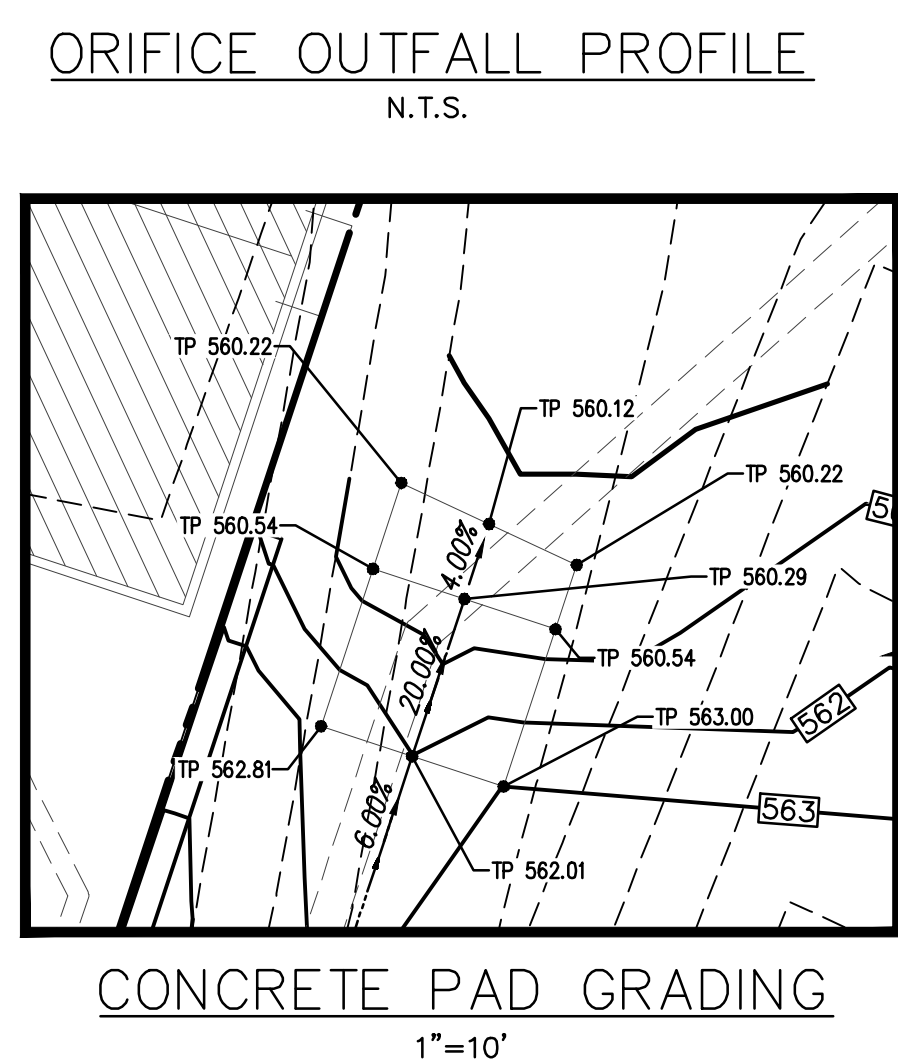 ORIFICE OUTFALL PROFILE
N.T.S.
TP 560.22
TP 560.12
TP 560.22
TP 560.54
4.00%
TP 560.29
20.00%
TP 560.54
562
TP 563.00
TP 562.81
6.00%
563
TP 562.01
CONCRETE PAD GRADING
1"=10'